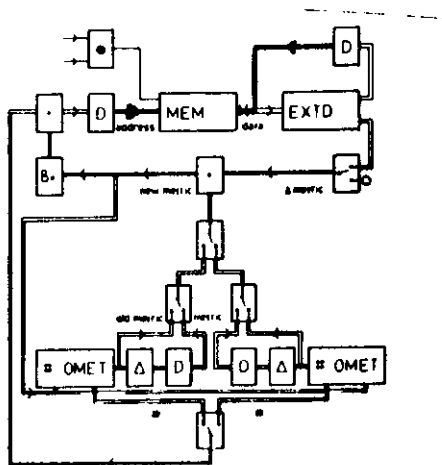 D
D
MEM
EXTD
address
data
B.
new metric
Δ metric
old metric
metric
# OMET
Δ
D
D
Δ
# OMET
#
#